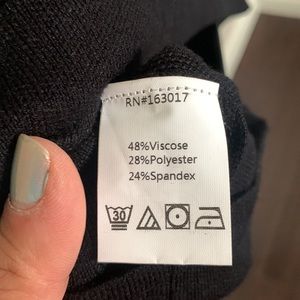 RN#163017
48%Viscose
28%Polyester
24%Spandex
30